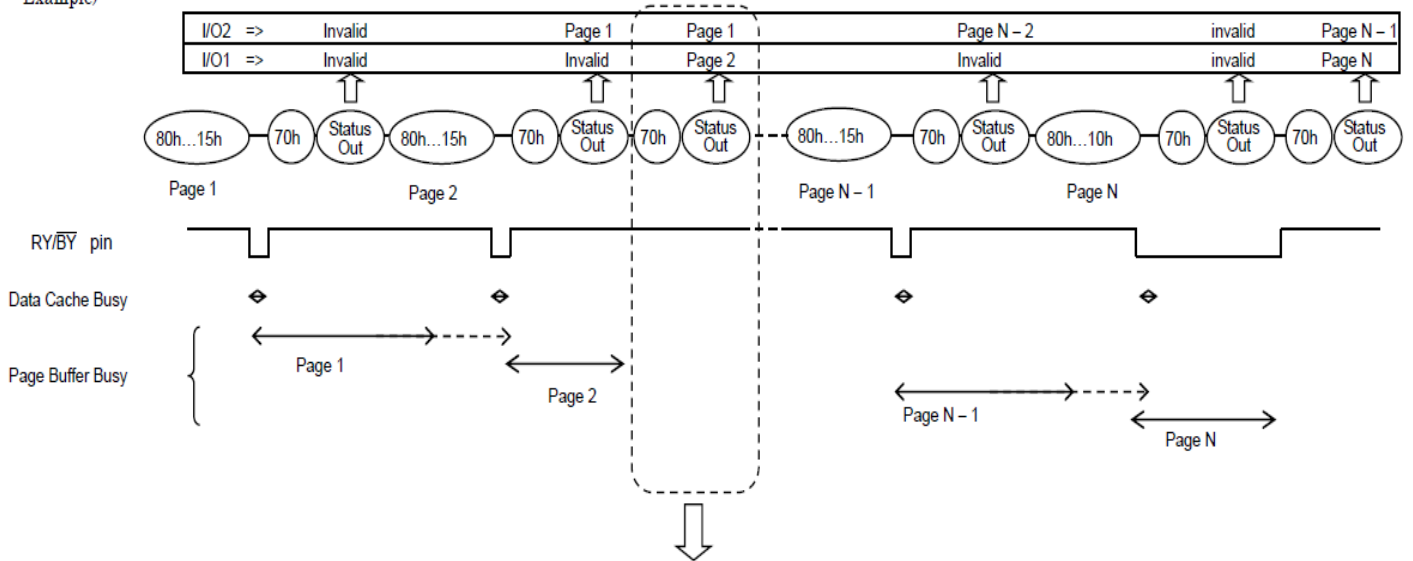 Example)
I/O2 => Invalid Page 1 Page 1 Page N – 2 invalid Page N – 1
I/O1 => Invalid Invalid Page 2 Invalid invalid Page N
80h...15h 70h Status Out 80h...15h 70h Status Out 70h Status Out 80h...15h 70h Status Out 80h...10h 70h Status Out 70h Status Out
Page 1 Page 2 Page N – 1 Page N
RY/BY pin
Data Cache Busy
Page Buffer Busy
Page 1
Page 2
Page N – 1
Page N